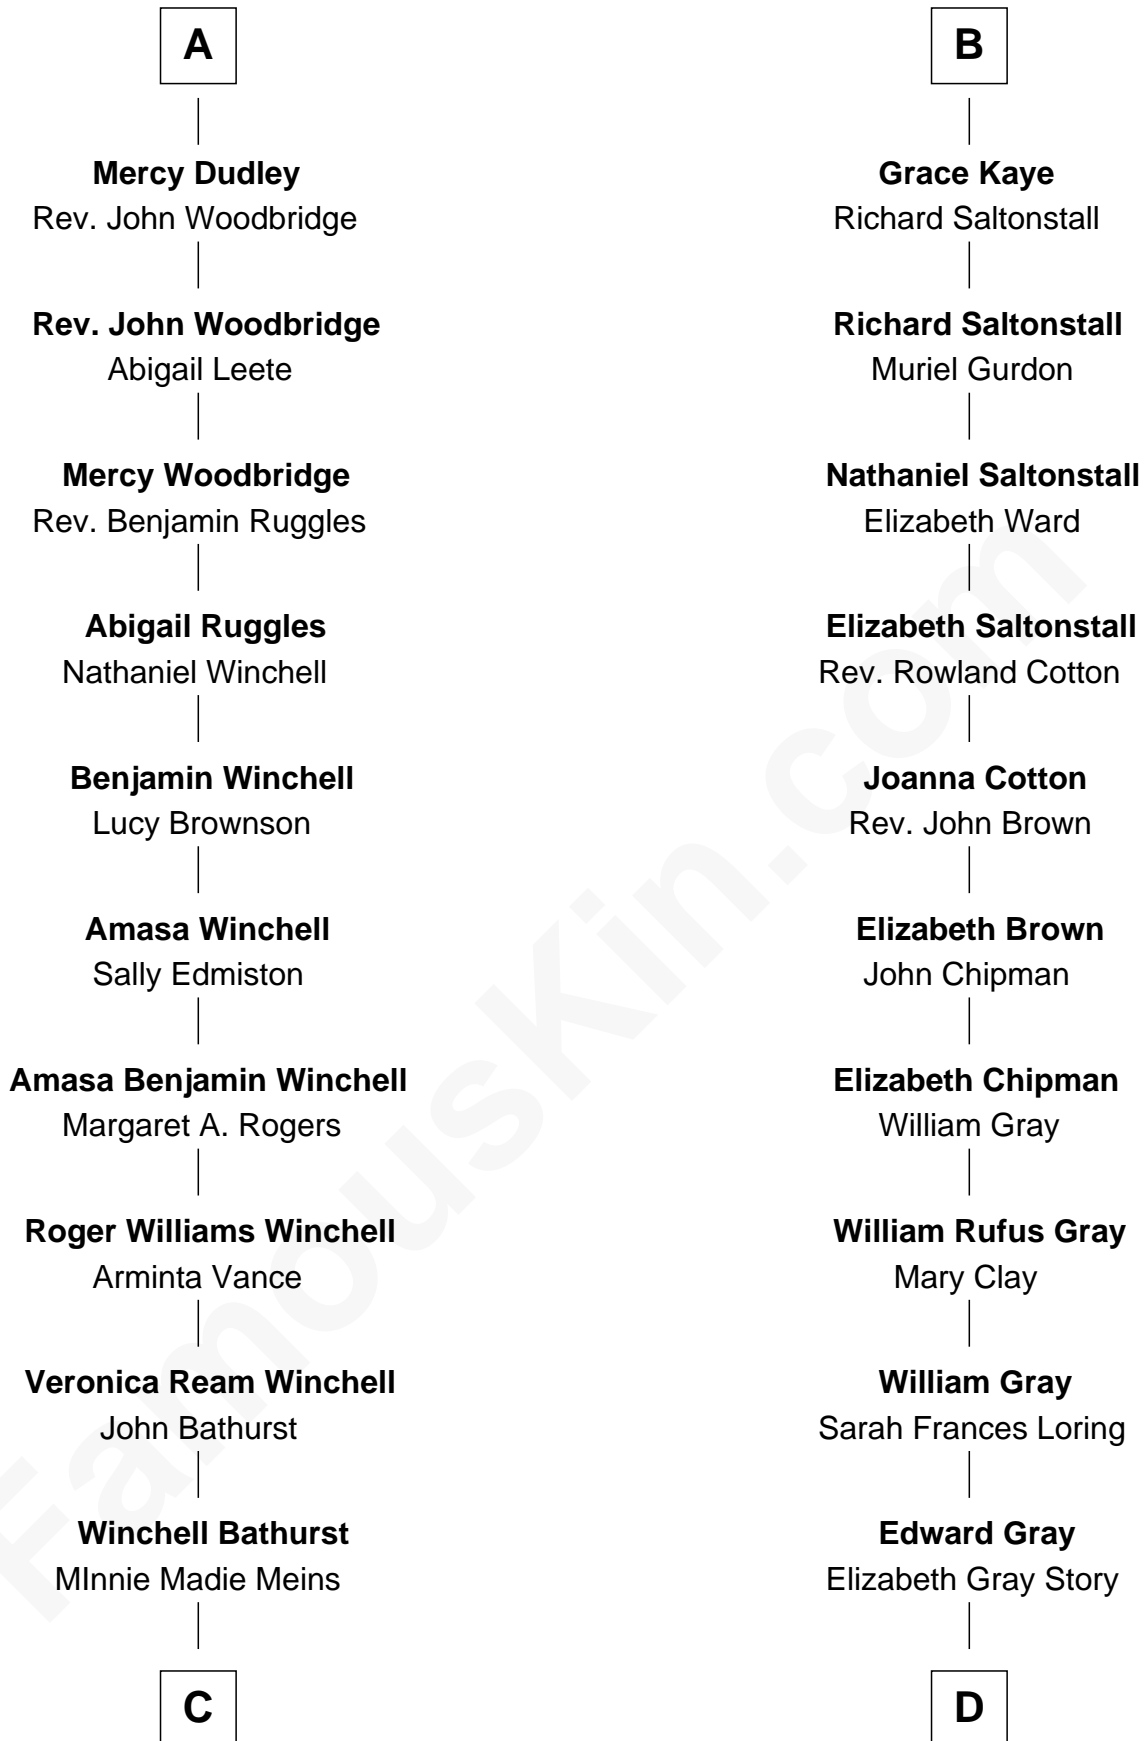 A
Mercy Dudley
Rev. John Woodbridge
Rev. John Woodbridge
Abigail Leete
Mercy Woodbridge
Rev. Benjamin Ruggles
Abigail Ruggles
Nathaniel Winchell
Benjamin Winchell
Lucy Brownson
Amasa Winchell
Sally Edmiston
Amasa Benjamin Winchell
Margaret A. Rogers
Roger Williams Winchell
Arminta Vance
Veronica Ream Winchell
John Bathurst
Winchell Bathurst
MInnie Madie Meins
C
B
Grace Kaye
Richard Saltonstall
Richard Saltonstall
Muriel Gurdon
Nathaniel Saltonstall
Elizabeth Ward
Elizabeth Saltonstall
Rev. Rowland Cotton
Joanna Cotton
Rev. John Brown
Elizabeth Brown
John Chipman
Elizabeth Chipman
William Gray
William Rufus Gray
Mary Clay
William Gray
Sarah Frances Loring
Edward Gray
Elizabeth Gray Story
D
FamousKin.com